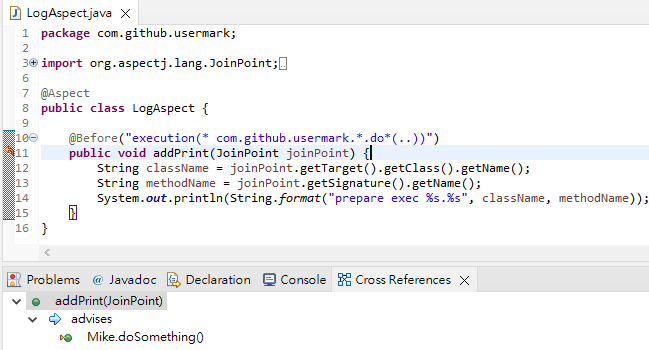 LogAspect.java
1 package com.github.usermark;
2
3 import org.aspectj.lang.JoinPoint;
6
7 @Aspect
8 public class LogAspect {
9
10 @Before("execution(* com.github.usermark.*.do*(..))")
11 public void addPrint(JoinPoint joinPoint) {
12 String className = joinPoint.getTarget().getClass().getName();
13 String methodName = joinPoint.getSignature().getName();
14 System.out.println(String.format("prepare exec %s.%s", className, methodName));
15 }
16 }
Problems @ Javadoc Declaration Console Cross References
addPrint(JoinPoint)
advises
Mike.doSomething()